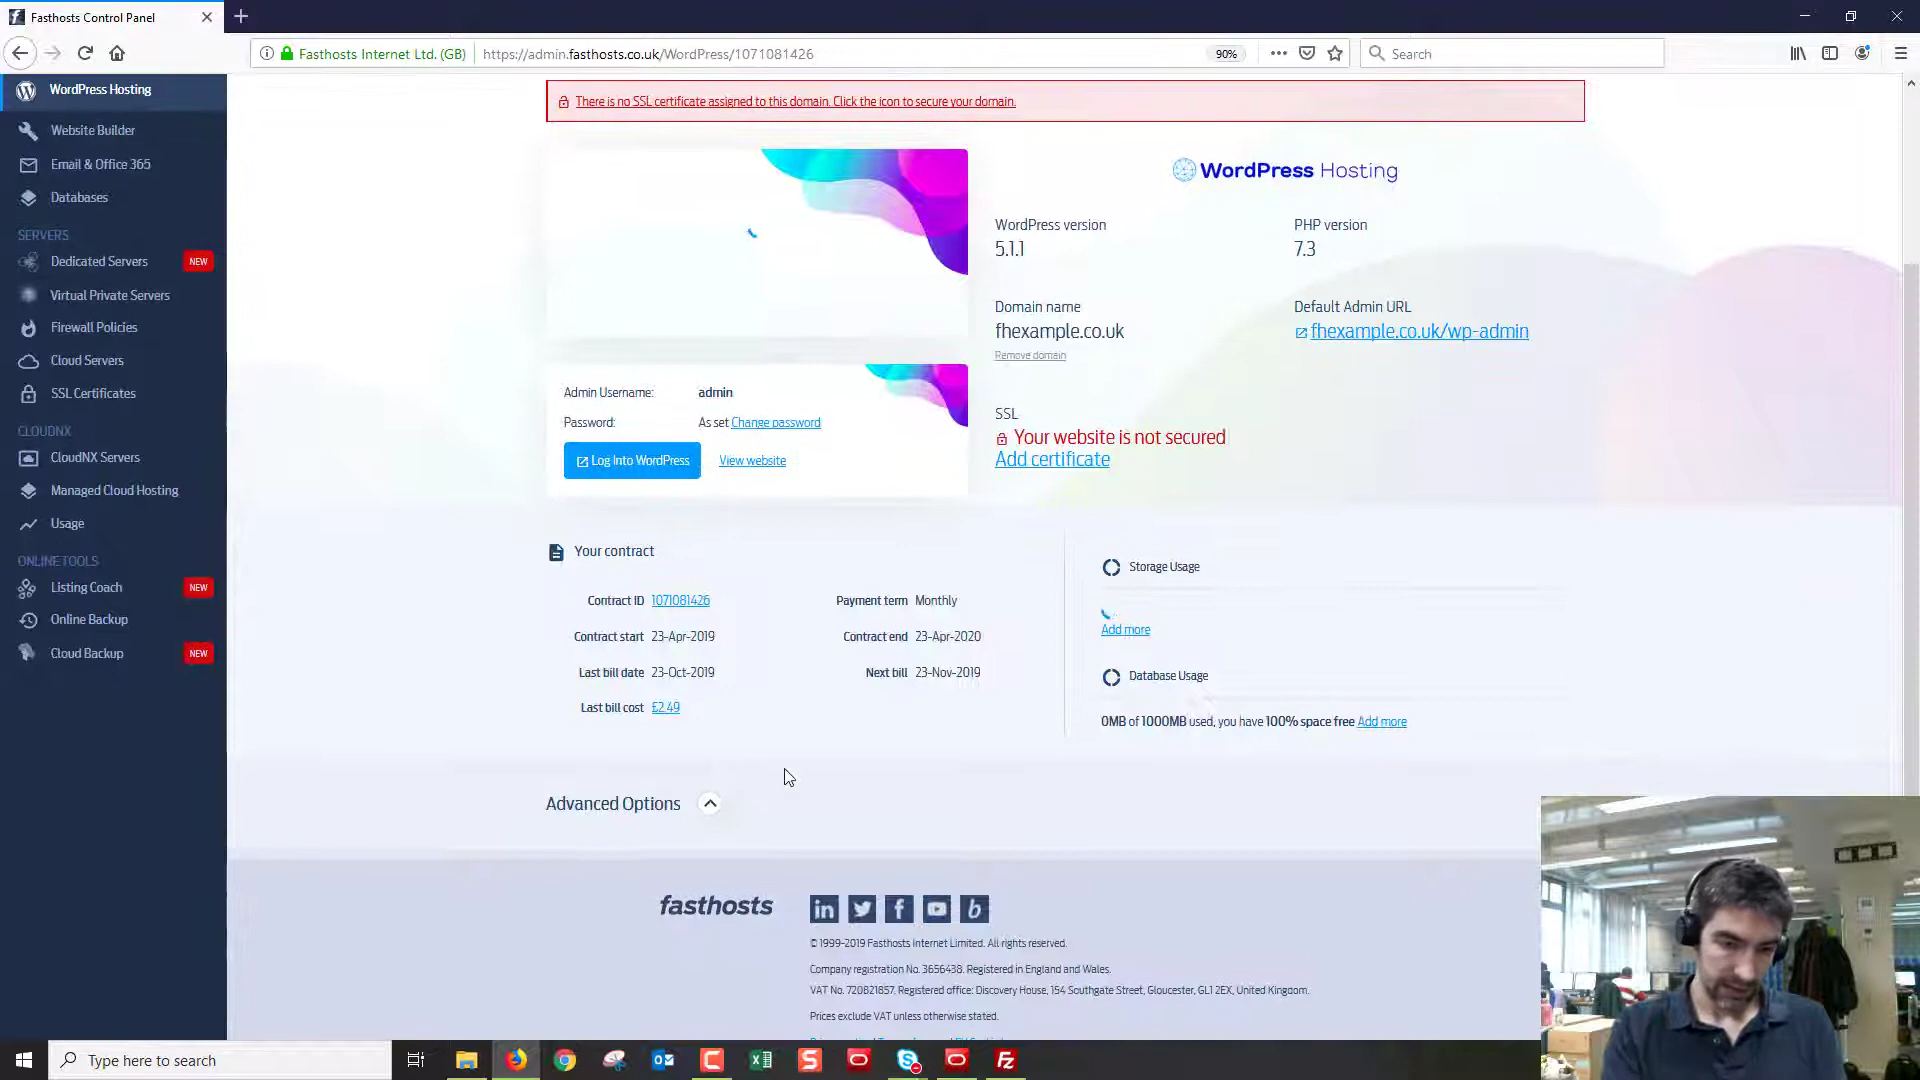 Fasthosts Control Panel
Fasthosts Internet Ltd. (GB)
https://admin.fasthosts.co.uk/WordPress/1071081426
90%
Search
WordPress Hosting
Website Builder
Email & Office 365
Databases
SERVERS
Dedicated Servers NEW
Virtual Private Servers
Firewall Policies
Cloud Servers
SSL Certificates
CLOUDNX
CloudNX Servers
Managed Cloud Hosting
Usage
ONLINE TOOLS
Listing Coach NEW
Online Backup
Cloud Backup NEW
There is no SSL certificate assigned to this domain. Click the icon to secure your domain.
WordPress Hosting
WordPress version
5.1.1
PHP version
7.3
Domain name
fhexample.co.uk
Remove domain
Default Admin URL
fhexample.co.uk/wp-admin
Admin Username: admin
Password: As set Change password
Log Into WordPress View website
SSL
Your website is not secured
Add certificate
Your contract
Contract ID 1071081426
Payment term Monthly
Contract start 23-Apr-2019
Contract end 23-Apr-2020
Last bill date 23-Oct-2019
Next bill 23-Nov-2019
Last bill cost £2.49
Storage Usage
Add more
Database Usage
0MB of 1000MB used, you have 100% space free Add more
Advanced Options
fasthosts
© 1999-2019 Fasthosts Internet Limited. All rights reserved.
Company registration No. 3656438. Registered in England and Wales.
VAT No. 720821857. Registered office: Discovery House, 154 Southgate Street, Gloucester, GL1 2EX, United Kingdom.
Prices exclude VAT unless otherwise stated.
Type here to search